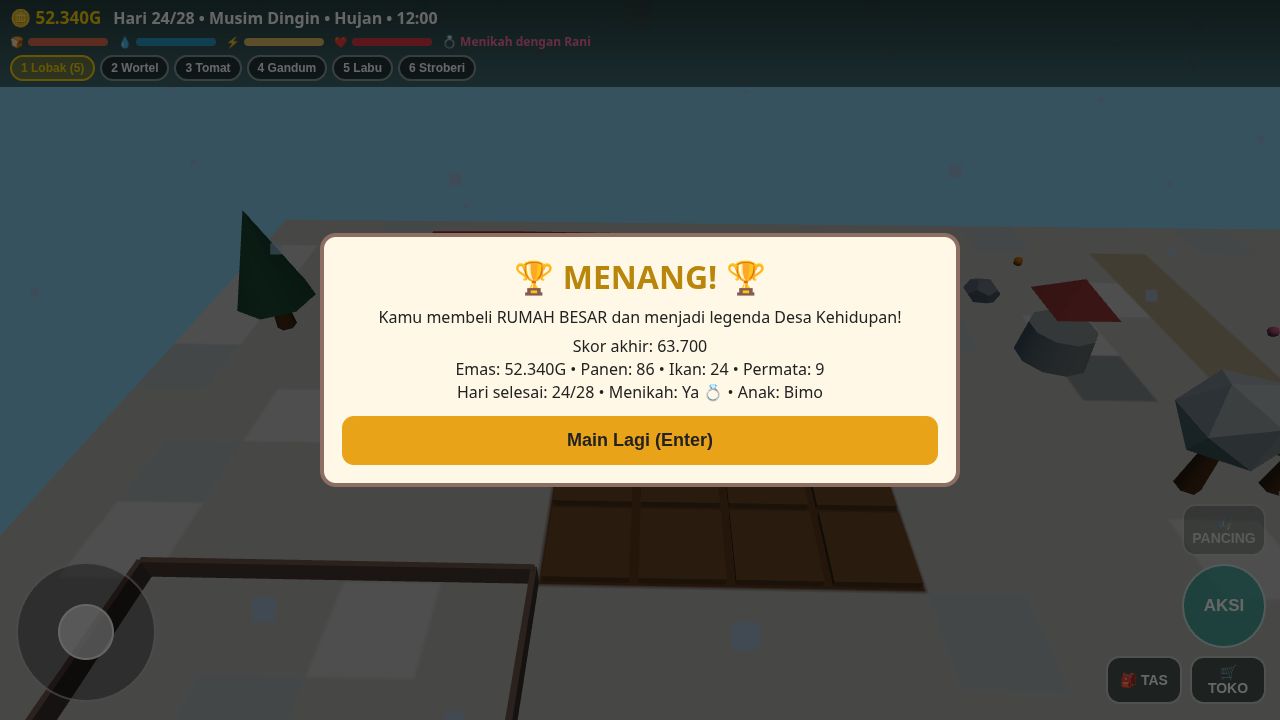 52.340G Hari 24/28 • Musim Dingin • Hujan • 12:00
Menikah dengan Rani
1 Lobak (5) 2 Wortel 3 Tomat 4 Gandum 5 Labu 6 Stroberi
🏆 MENANG! 🏆
Kamu membeli RUMAH BESAR dan menjadi legenda Desa Kehidupan!
Skor akhir: 63.700
Emas: 52.340G • Panen: 86 • Ikan: 24 • Permata: 9
Hari selesai: 24/28 • Menikah: Ya 💍 • Anak: Bimo
Main Lagi (Enter)
PANCING
AKSI
TAS
TOKO